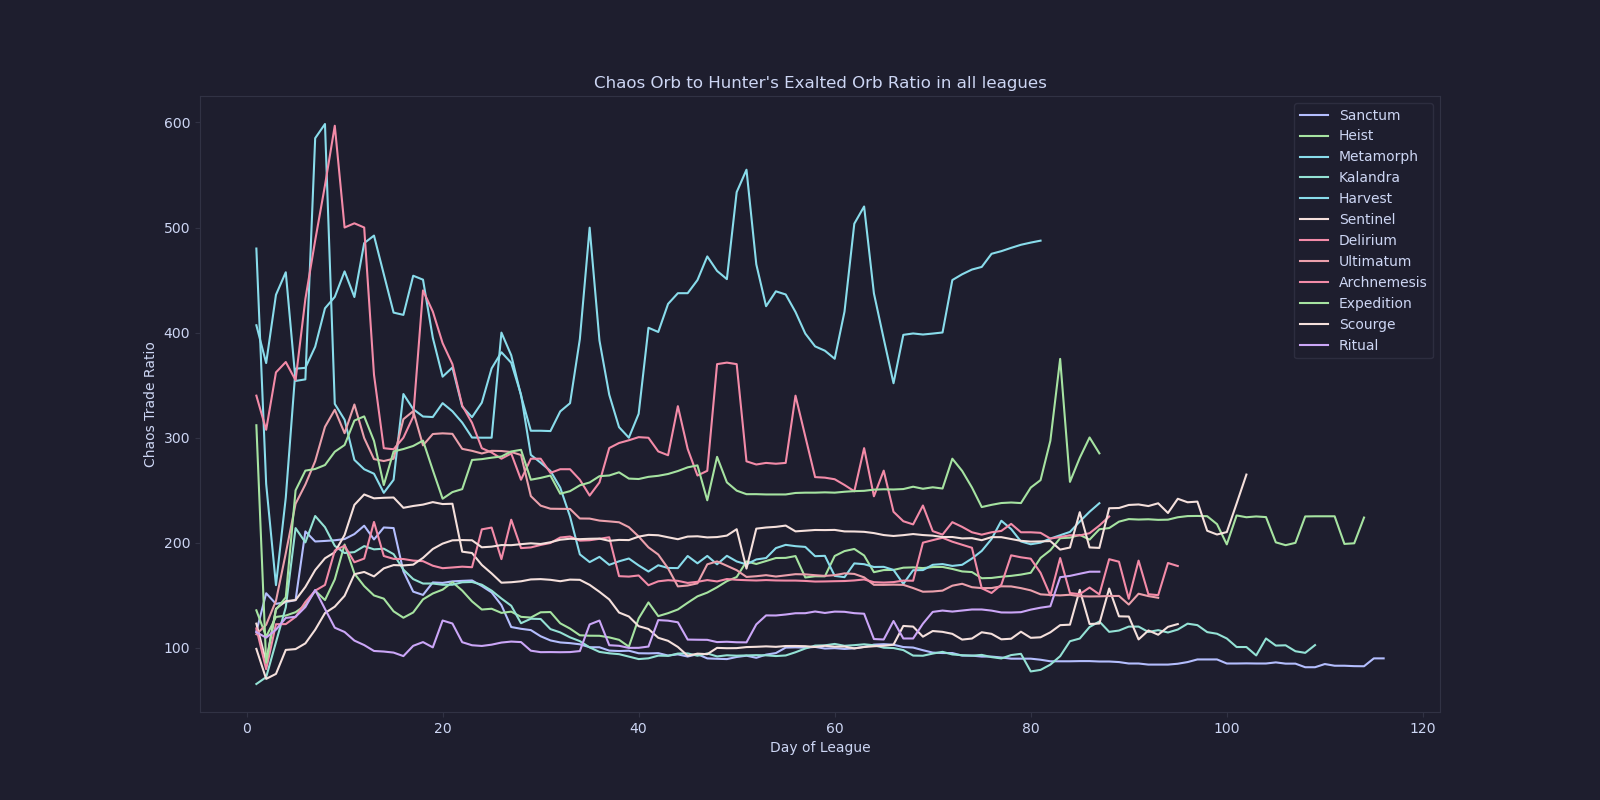 Chaos Orb to Hunter's Exalted Orb Ratio in all leagues
600
500
400
300
200
100
Chaos Trade Ratio
0 20 40 60 80 100 120
Day of League
Sanctum
Heist
Metamorph
Kalandra
Harvest
Sentinel
Delirium
Ultimatum
Archnemesis
Expedition
Scourge
Ritual